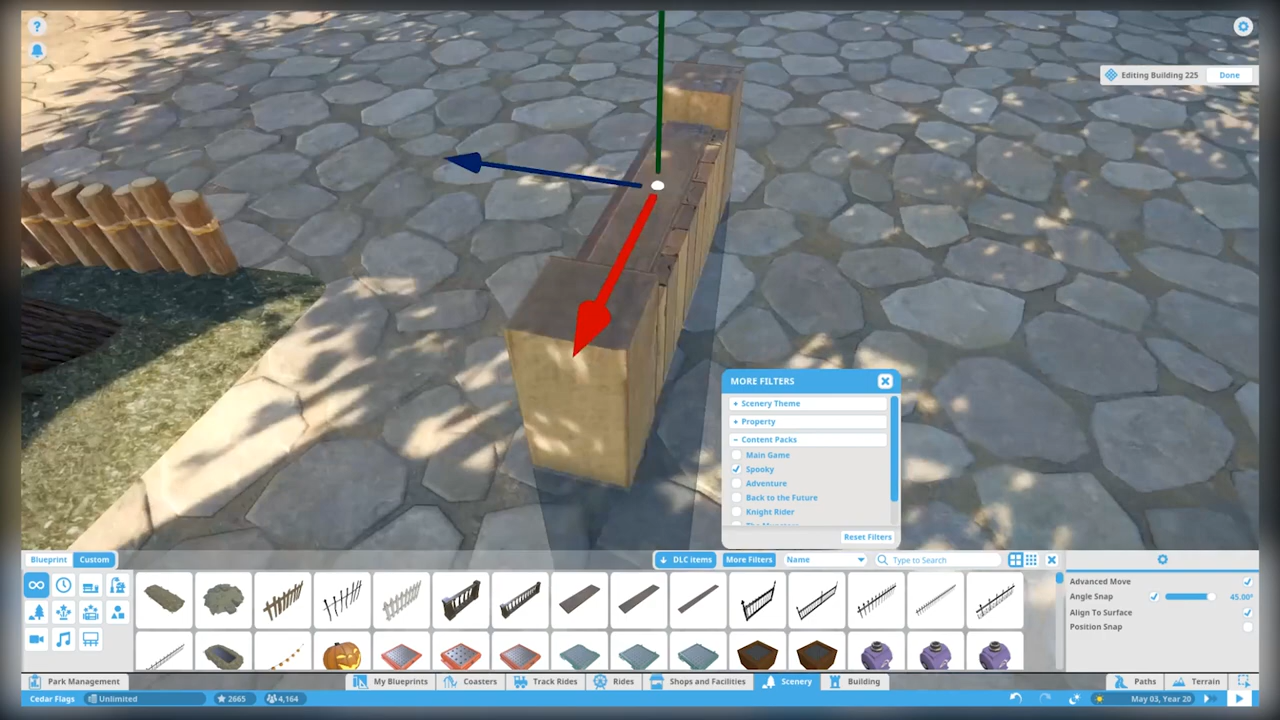 ?
Editing Building 225 Done
MORE FILTERS
+ Scenery Theme
+ Property
− Content Packs
Main Game
Spooky
Adventure
Back to the Future
Knight Rider
Reset Filters
Blueprint Custom DLC items More Filters Name Type to Search
Advanced Move
Angle Snap 45.00°
Align To Surface
Position Snap
Park Management My Blueprints Coasters Track Rides Rides Shops and Facilities Scenery Building Paths Terrain
Cedar Flags Unlimited 2665 4,164 May 03, Year 20